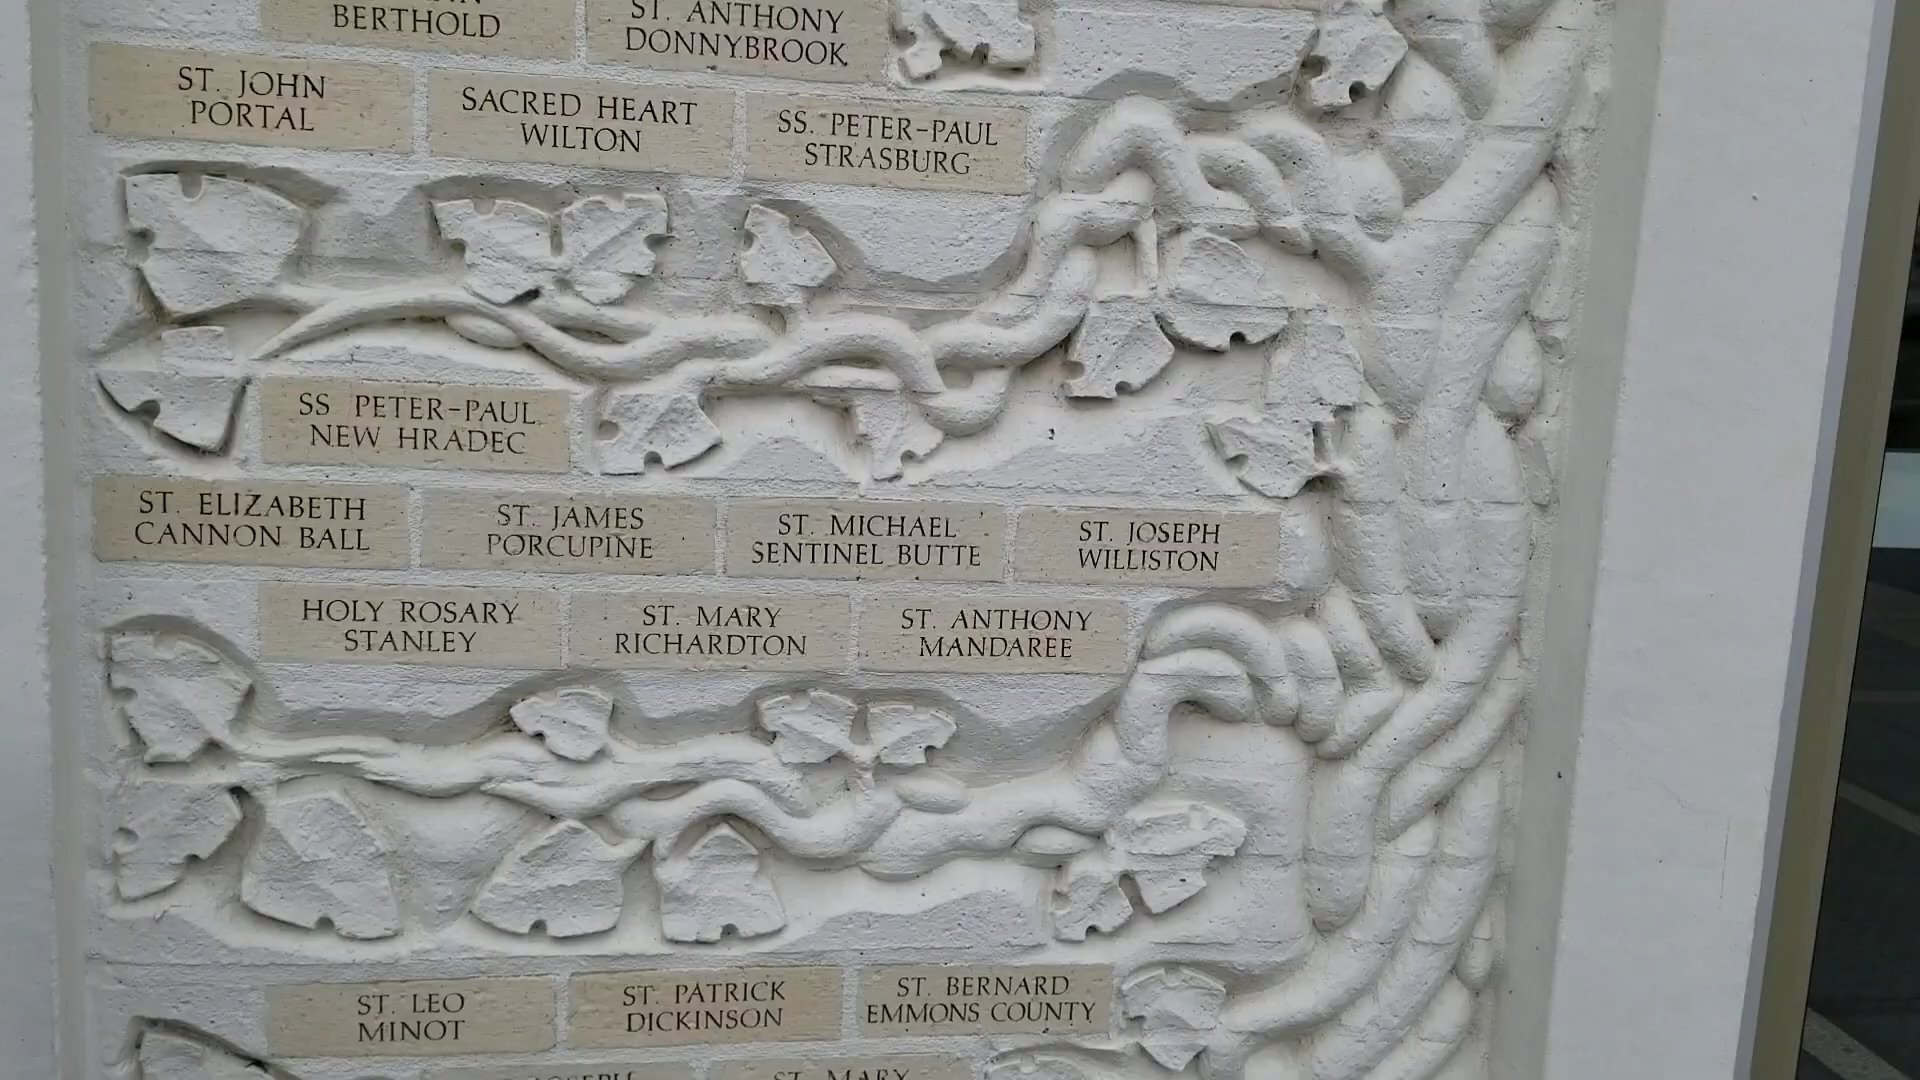 BERTHOLD
ST. ANTHONY
DONNYBROOK
ST. JOHN
PORTAL
SACRED HEART
WILTON
SS. PETER-PAUL
STRASBURG
SS PETER-PAUL
NEW HRADEC
ST. ELIZABETH
CANNON BALL
ST. JAMES
PORCUPINE
ST. MICHAEL
SENTINEL BUTTE
ST. JOSEPH
WILLISTON
HOLY ROSARY
STANLEY
ST. MARY
RICHARDTON
ST. ANTHONY
MANDAREE
ST. LEO
MINOT
ST. PATRICK
DICKINSON
ST. BERNARD
EMMONS COUNTY
ST. MARY